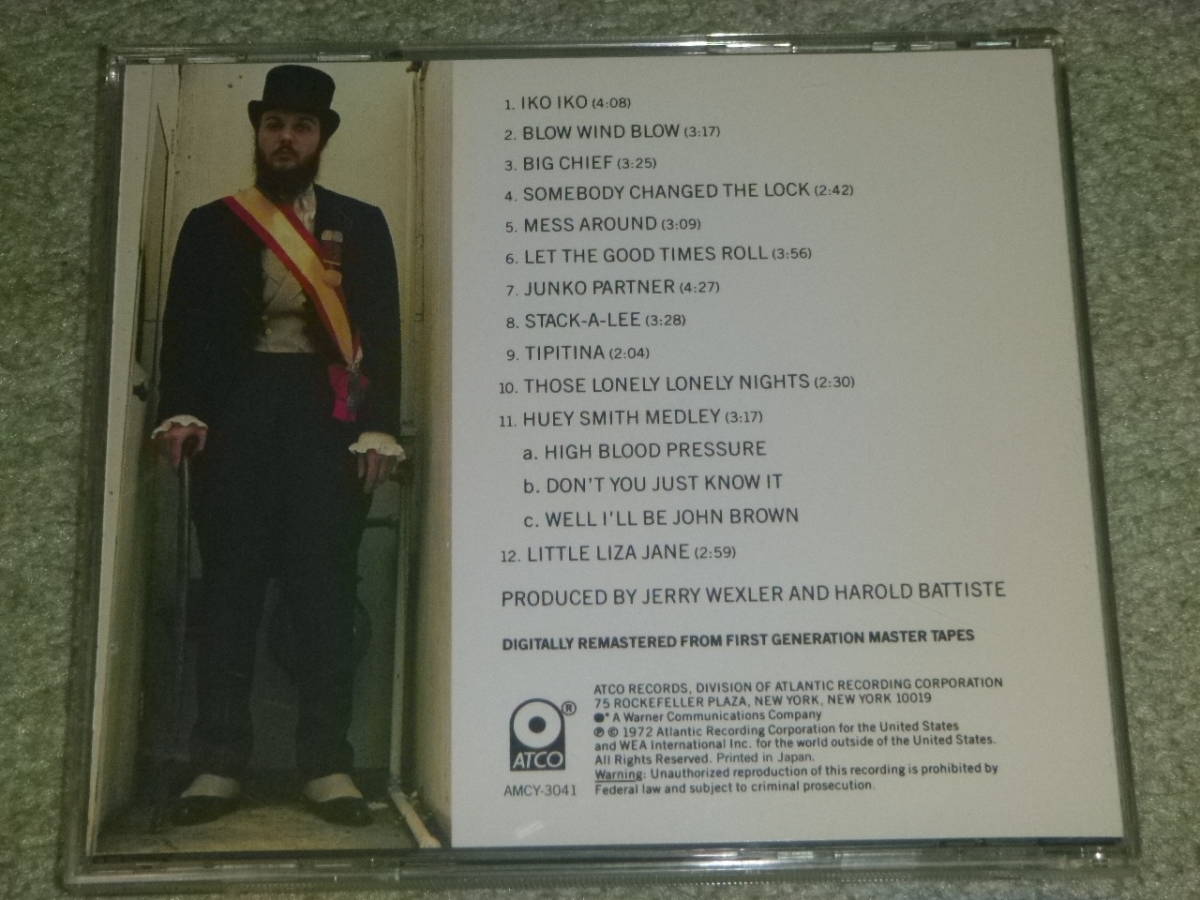 1. IKO IKO (4:08)
2. BLOW WIND BLOW (3:17)
3. BIG CHIEF (3:25)
4. SOMEBODY CHANGED THE LOCK (2:42)
5. MESS AROUND (3:09)
6. LET THE GOOD TIMES ROLL (3:56)
7. JUNKO PARTNER (4:27)
8. STACK-A-LEE (3:28)
9. TIPITINA (2:04)
10. THOSE LONELY LONELY NIGHTS (2:30)
11. HUEY SMITH MEDLEY (3:17)
a. HIGH BLOOD PRESSURE
b. DON'T YOU JUST KNOW IT
c. WELL I'LL BE JOHN BROWN
12. LITTLE LIZA JANE (2:59)
PRODUCED BY JERRY WEXLER AND HAROLD BATTISTE
DIGITALLY REMASTERED FROM FIRST GENERATION MASTER TAPES
ATCO ®
AMCY-3041
ATCO RECORDS, DIVISION OF ATLANTIC RECORDING CORPORATION
75 ROCKEFELLER PLAZA, NEW YORK, NEW YORK 10019
●* A Warner Communications Company
℗ © 1972 Atlantic Recording Corporation for the United States
and WEA International Inc. for the world outside of the United States.
All Rights Reserved. Printed in Japan.
Warning: Unauthorized reproduction of this recording is prohibited by
Federal law and subject to criminal prosecution.